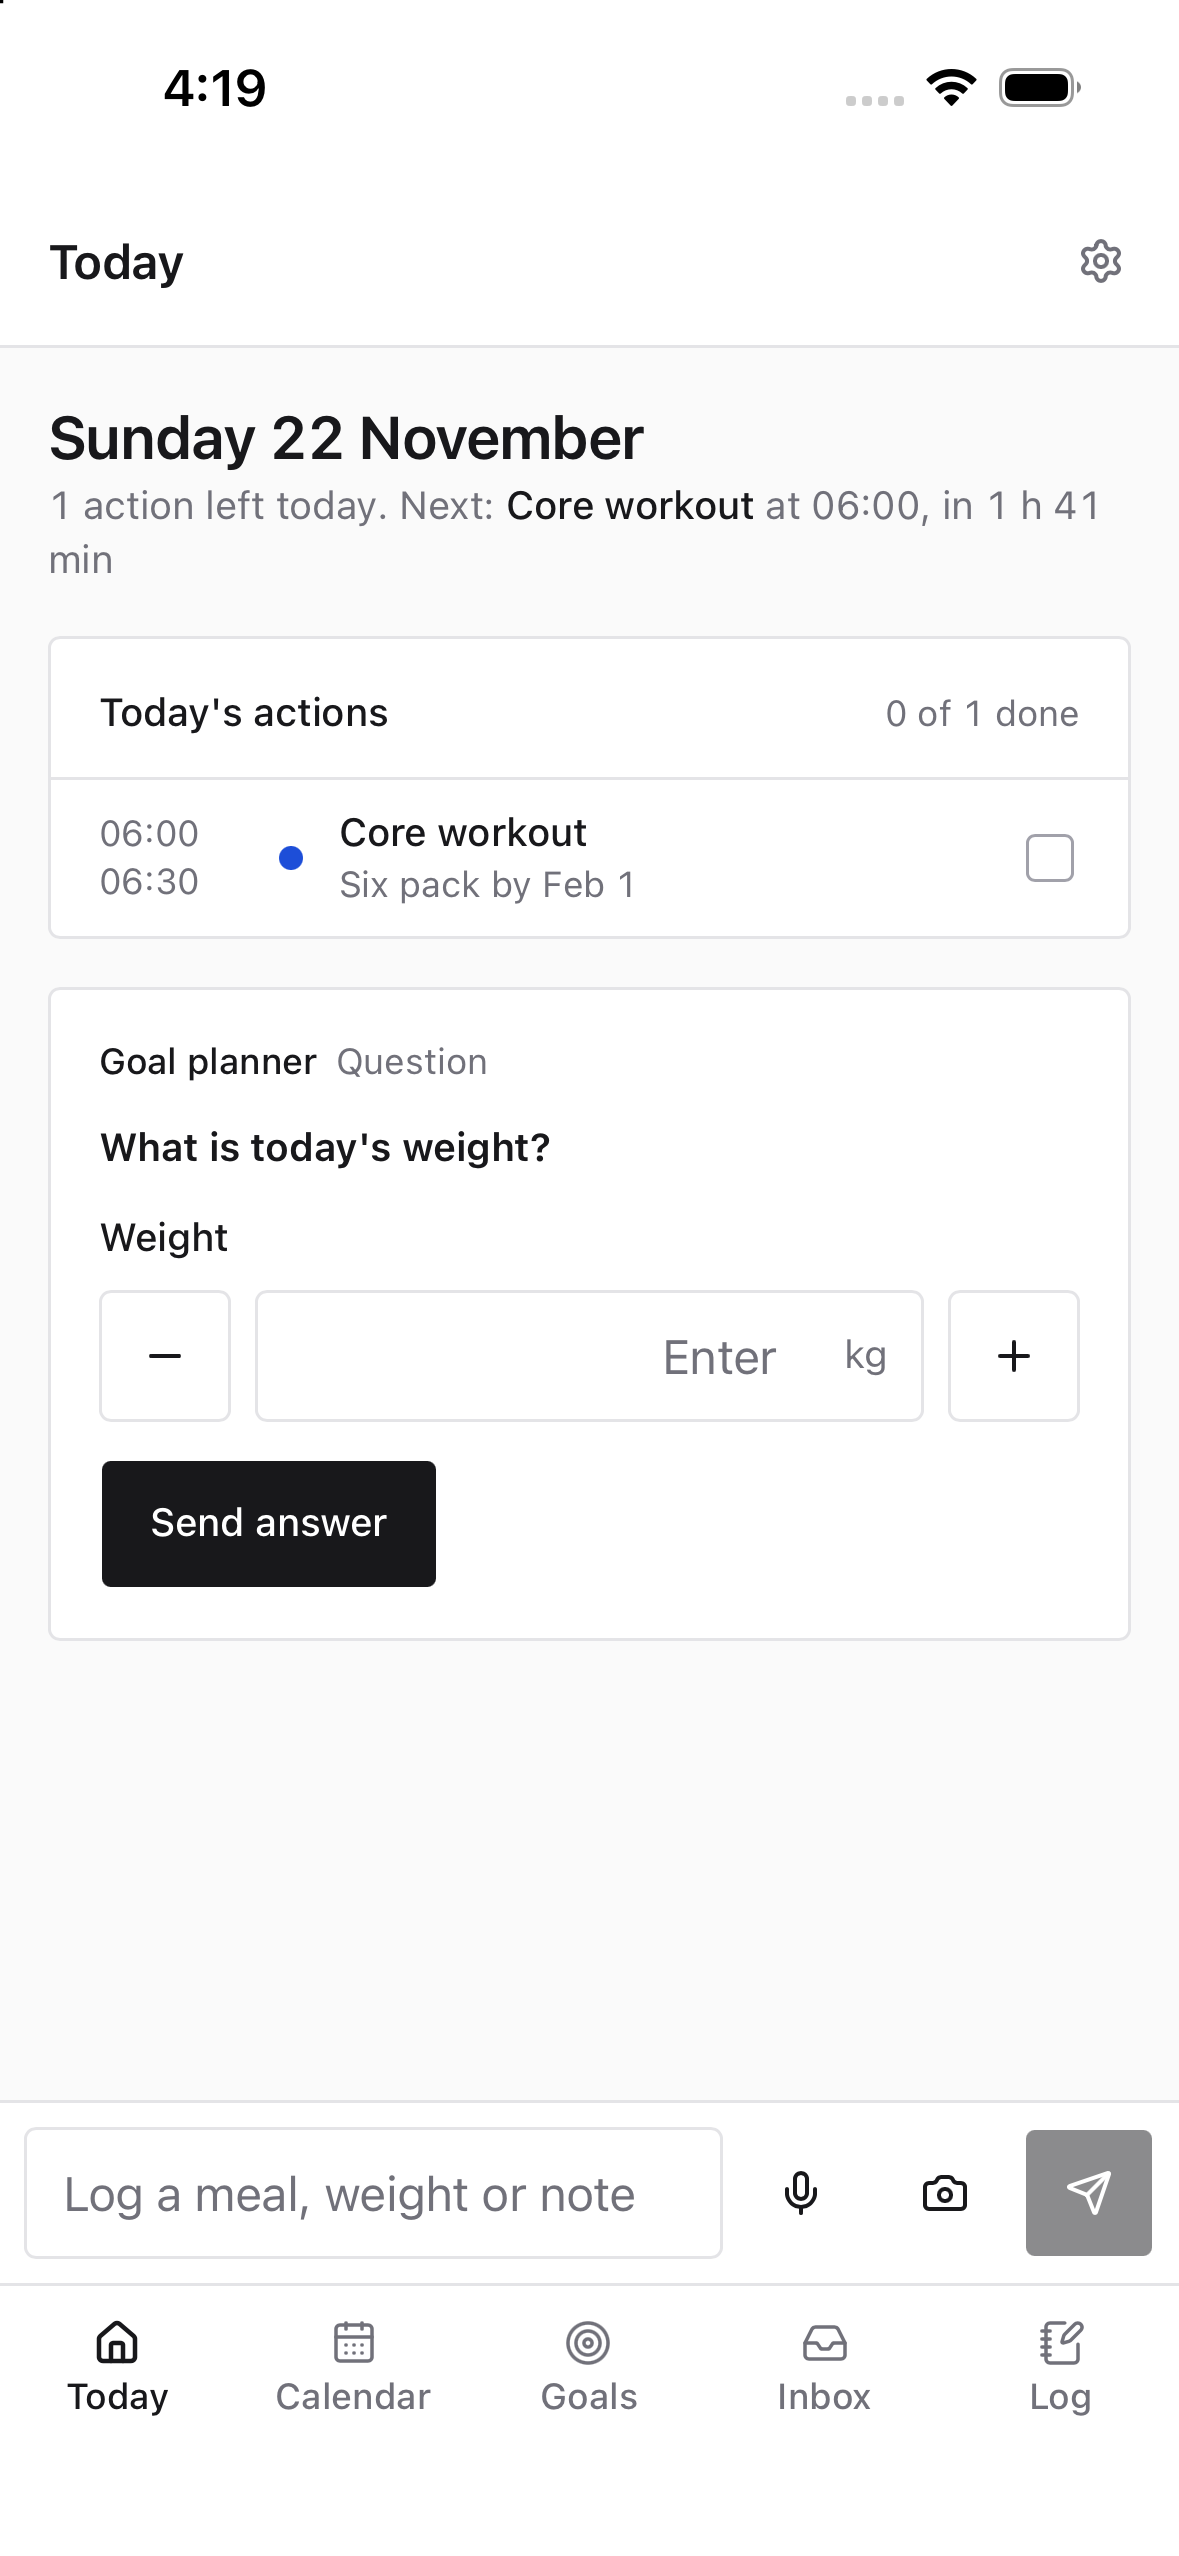 4:19
Today
Sunday 22 November
1 action left today. Next: Core workout at 06:00, in 1 h 41
min
Today's actions
0 of 1 done
06:00
06:30
Core workout
Six pack by Feb 1
Goal planner Question
What is today's weight?
Weight
Enter kg
Send answer
Log a meal, weight or note
Today
Calendar
Goals
Inbox
Log